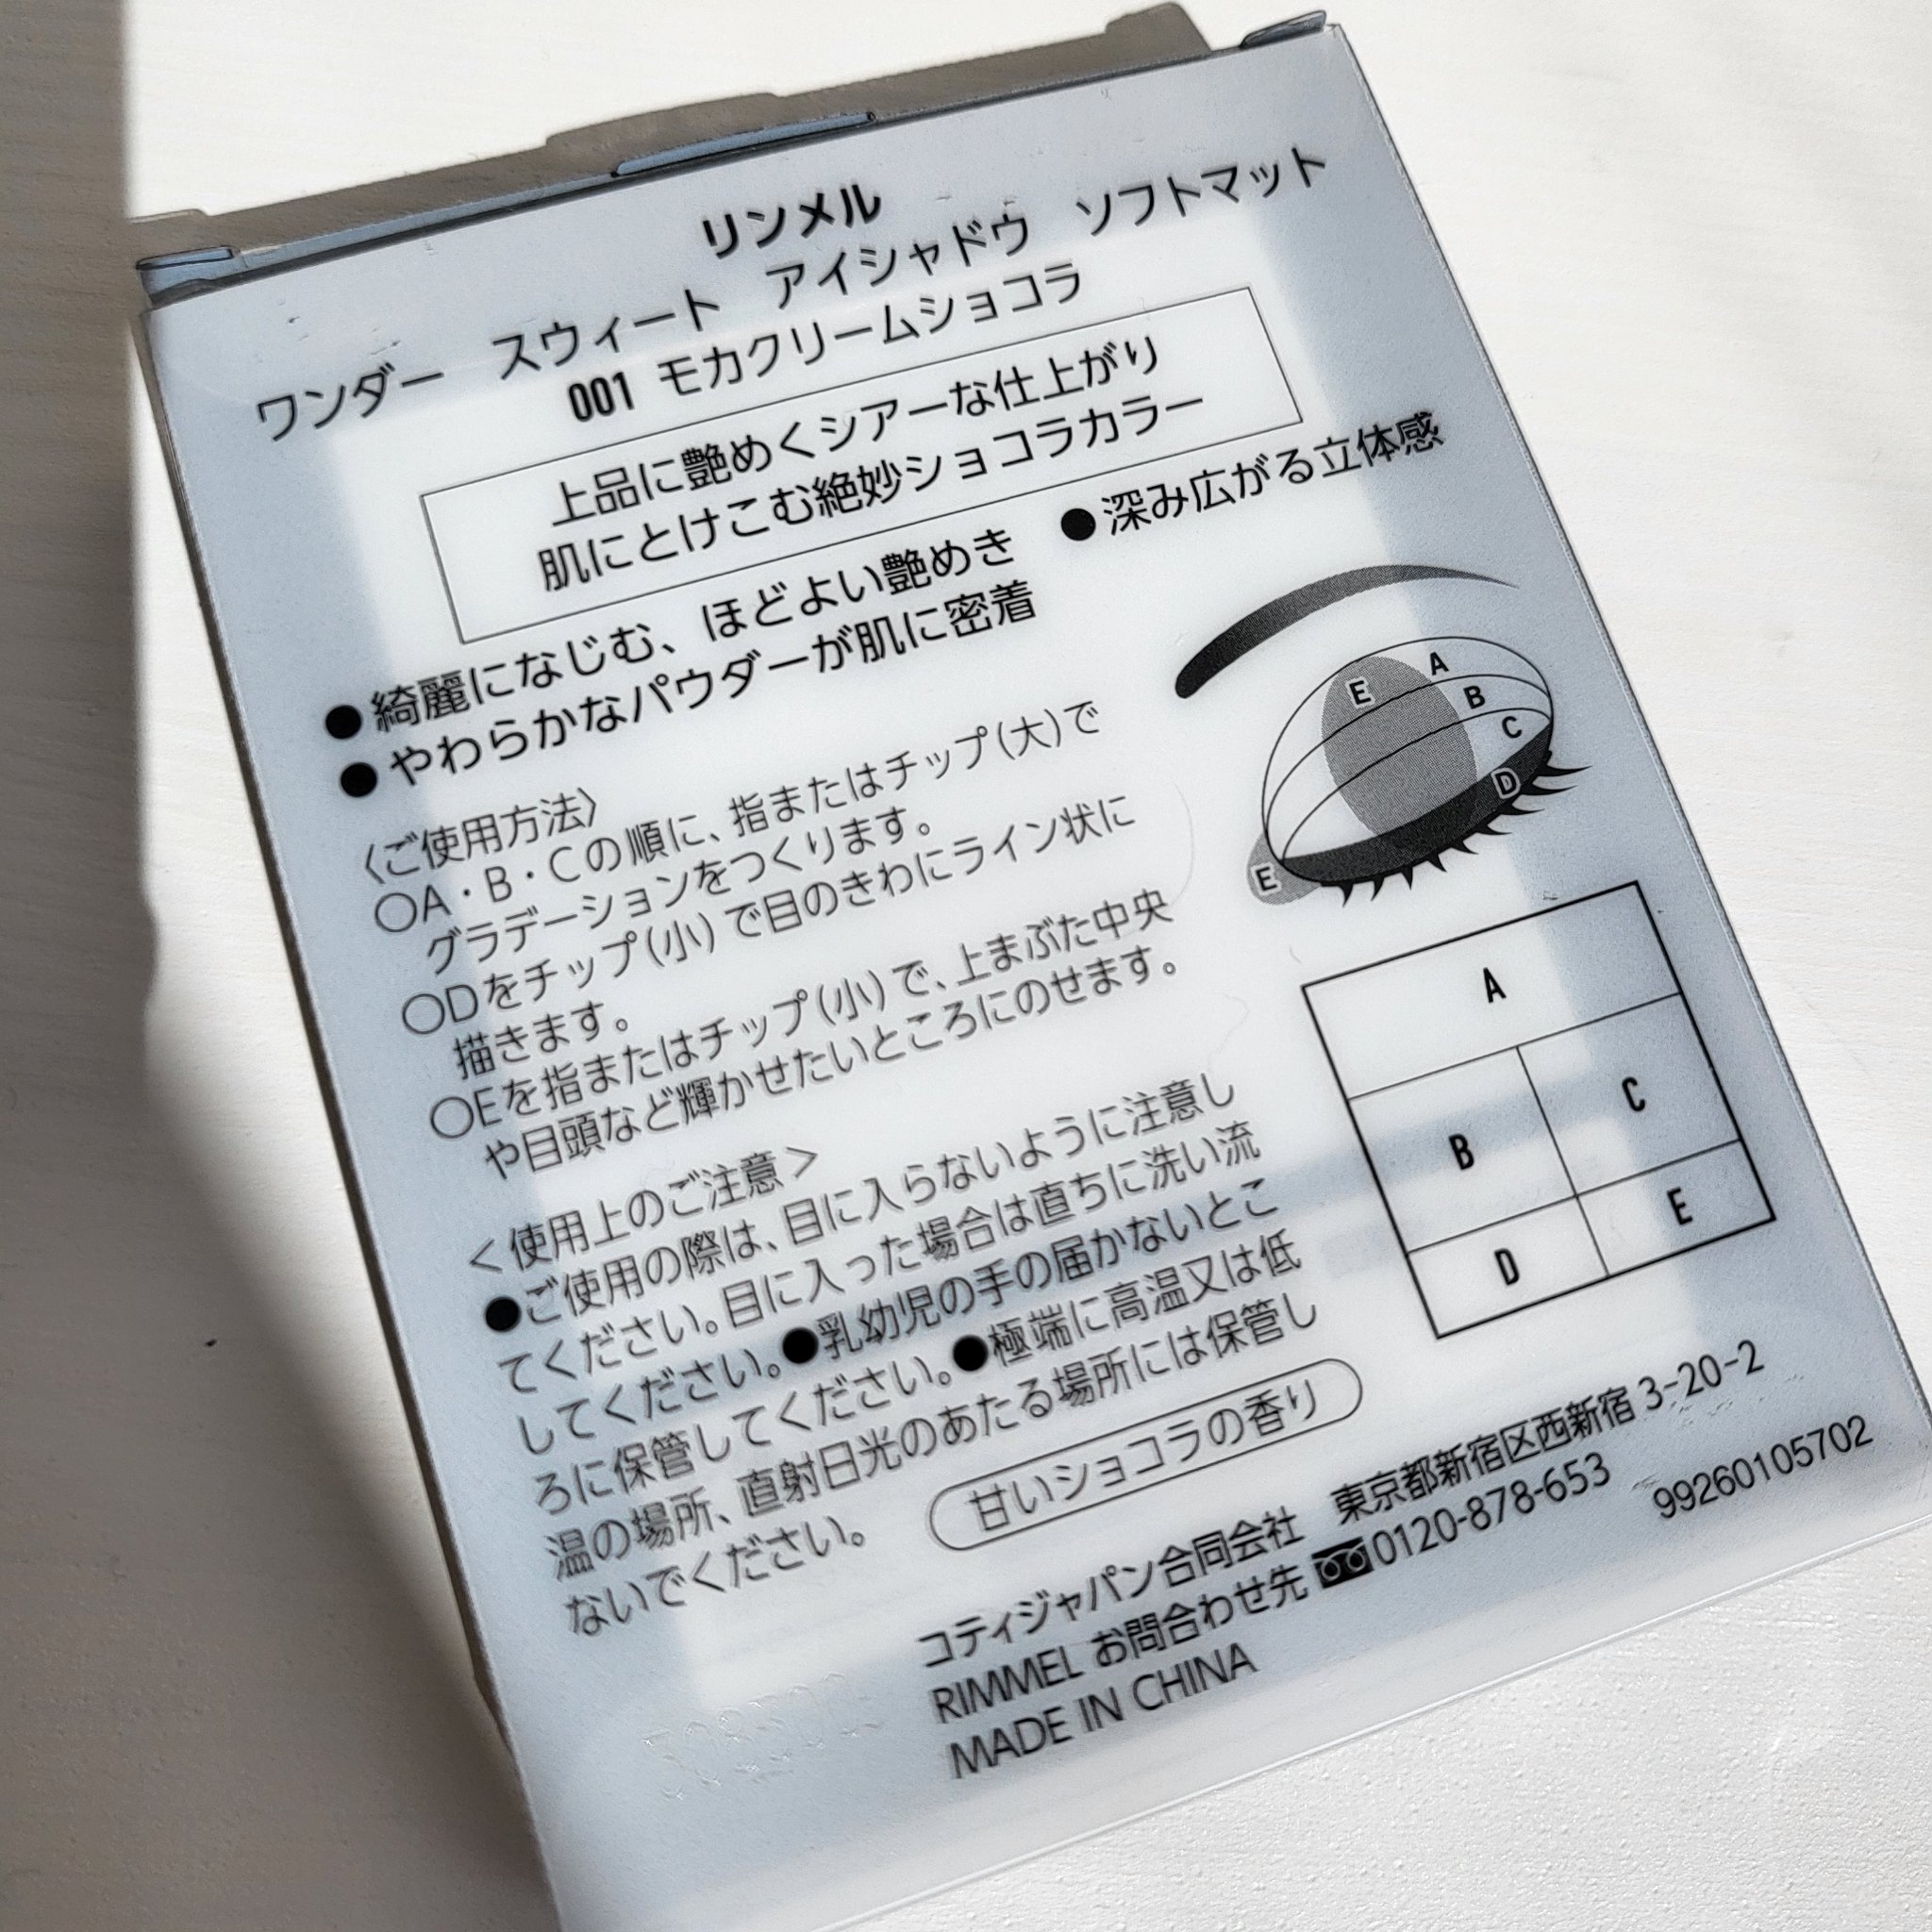 リンメル
ワンダー スウィート アイシャドウ ソフトマット
001 モカクリームショコラ
上品に艶めくシアーな仕上がり
肌にとけこむ絶妙ショコラカラー
●綺麗になじむ、ほどよい艶めき ●深み広がる立体感
●やわらかなパウダーが肌に密着
〈ご使用方法〉
○A・B・Cの順に、指またはチップ(大)で
グラデーションをつくります。
○Dをチップ(小)で目のきわにライン状に
描きます。
○Eを指またはチップ(小)で、上まぶた中央
や目頭など輝かせたいところにのせます。
E A
B
C
D
E
A
B C
D E
＜使用上のご注意＞
●ご使用の際は、目に入らないように注意し
てください。目に入った場合は直ちに洗い流
してください。●乳幼児の手の届かないとこ
ろに保管してください。●極端に高温又は低
温の場所、直射日光のあたる場所には保管し
ないでください。
甘いショコラの香り
コティジャパン合同会社 東京都新宿区西新宿 3-20-2
RIMMEL お問合わせ先 0120-878-653
MADE IN CHINA
99260105702